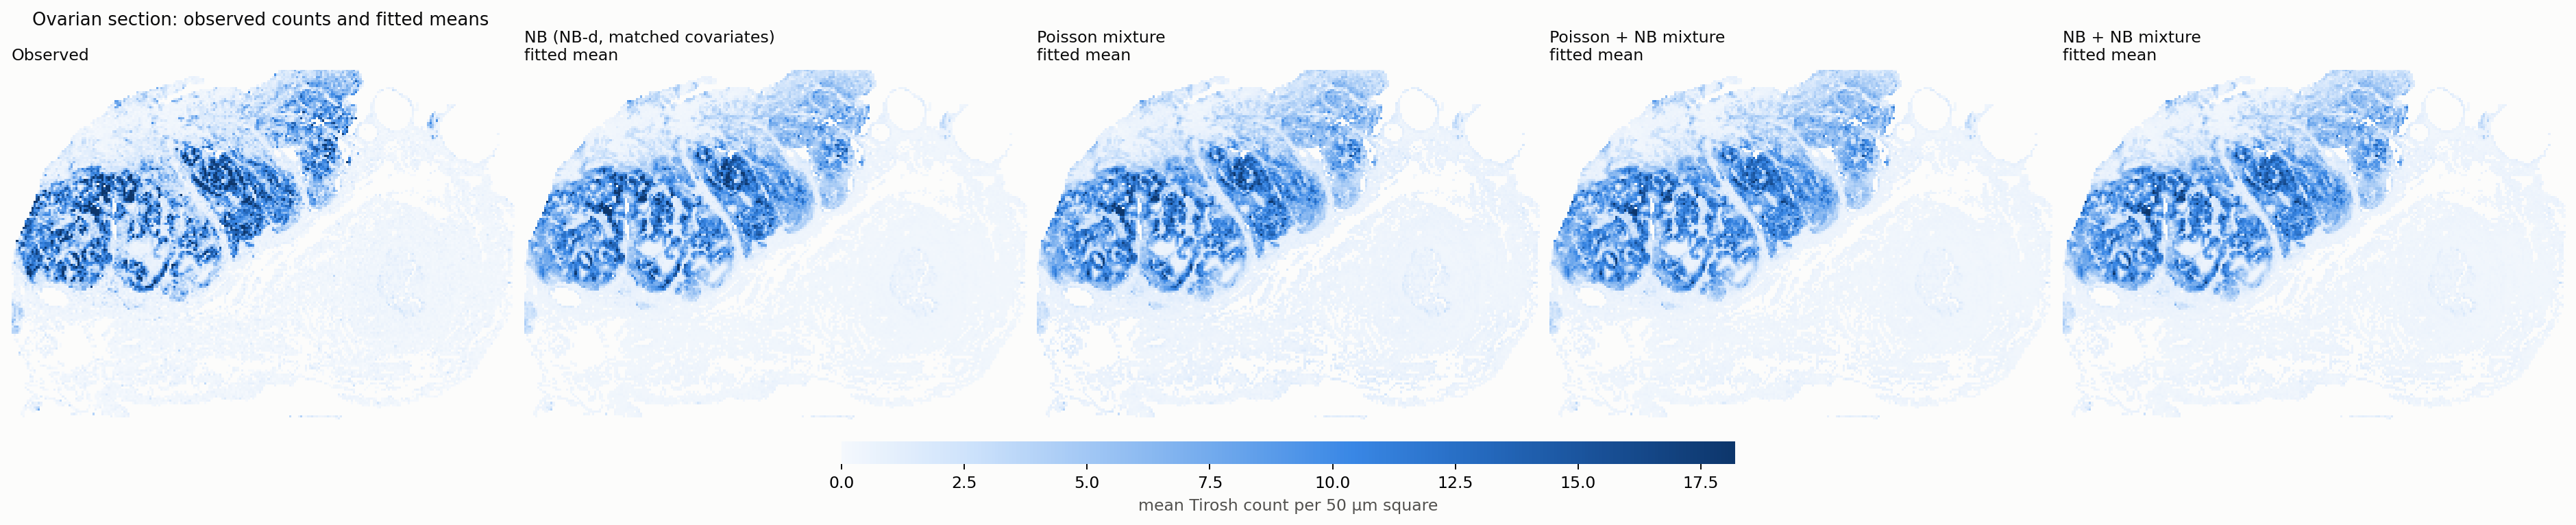 Ovarian section: observed counts and fitted means
Observed
NB (NB-d, matched covariates)
fitted mean
Poisson mixture
fitted mean
Poisson + NB mixture
fitted mean
NB + NB mixture
fitted mean
0.0 2.5 5.0 7.5 10.0 12.5 15.0 17.5
mean Tirosh count per 50 µm square